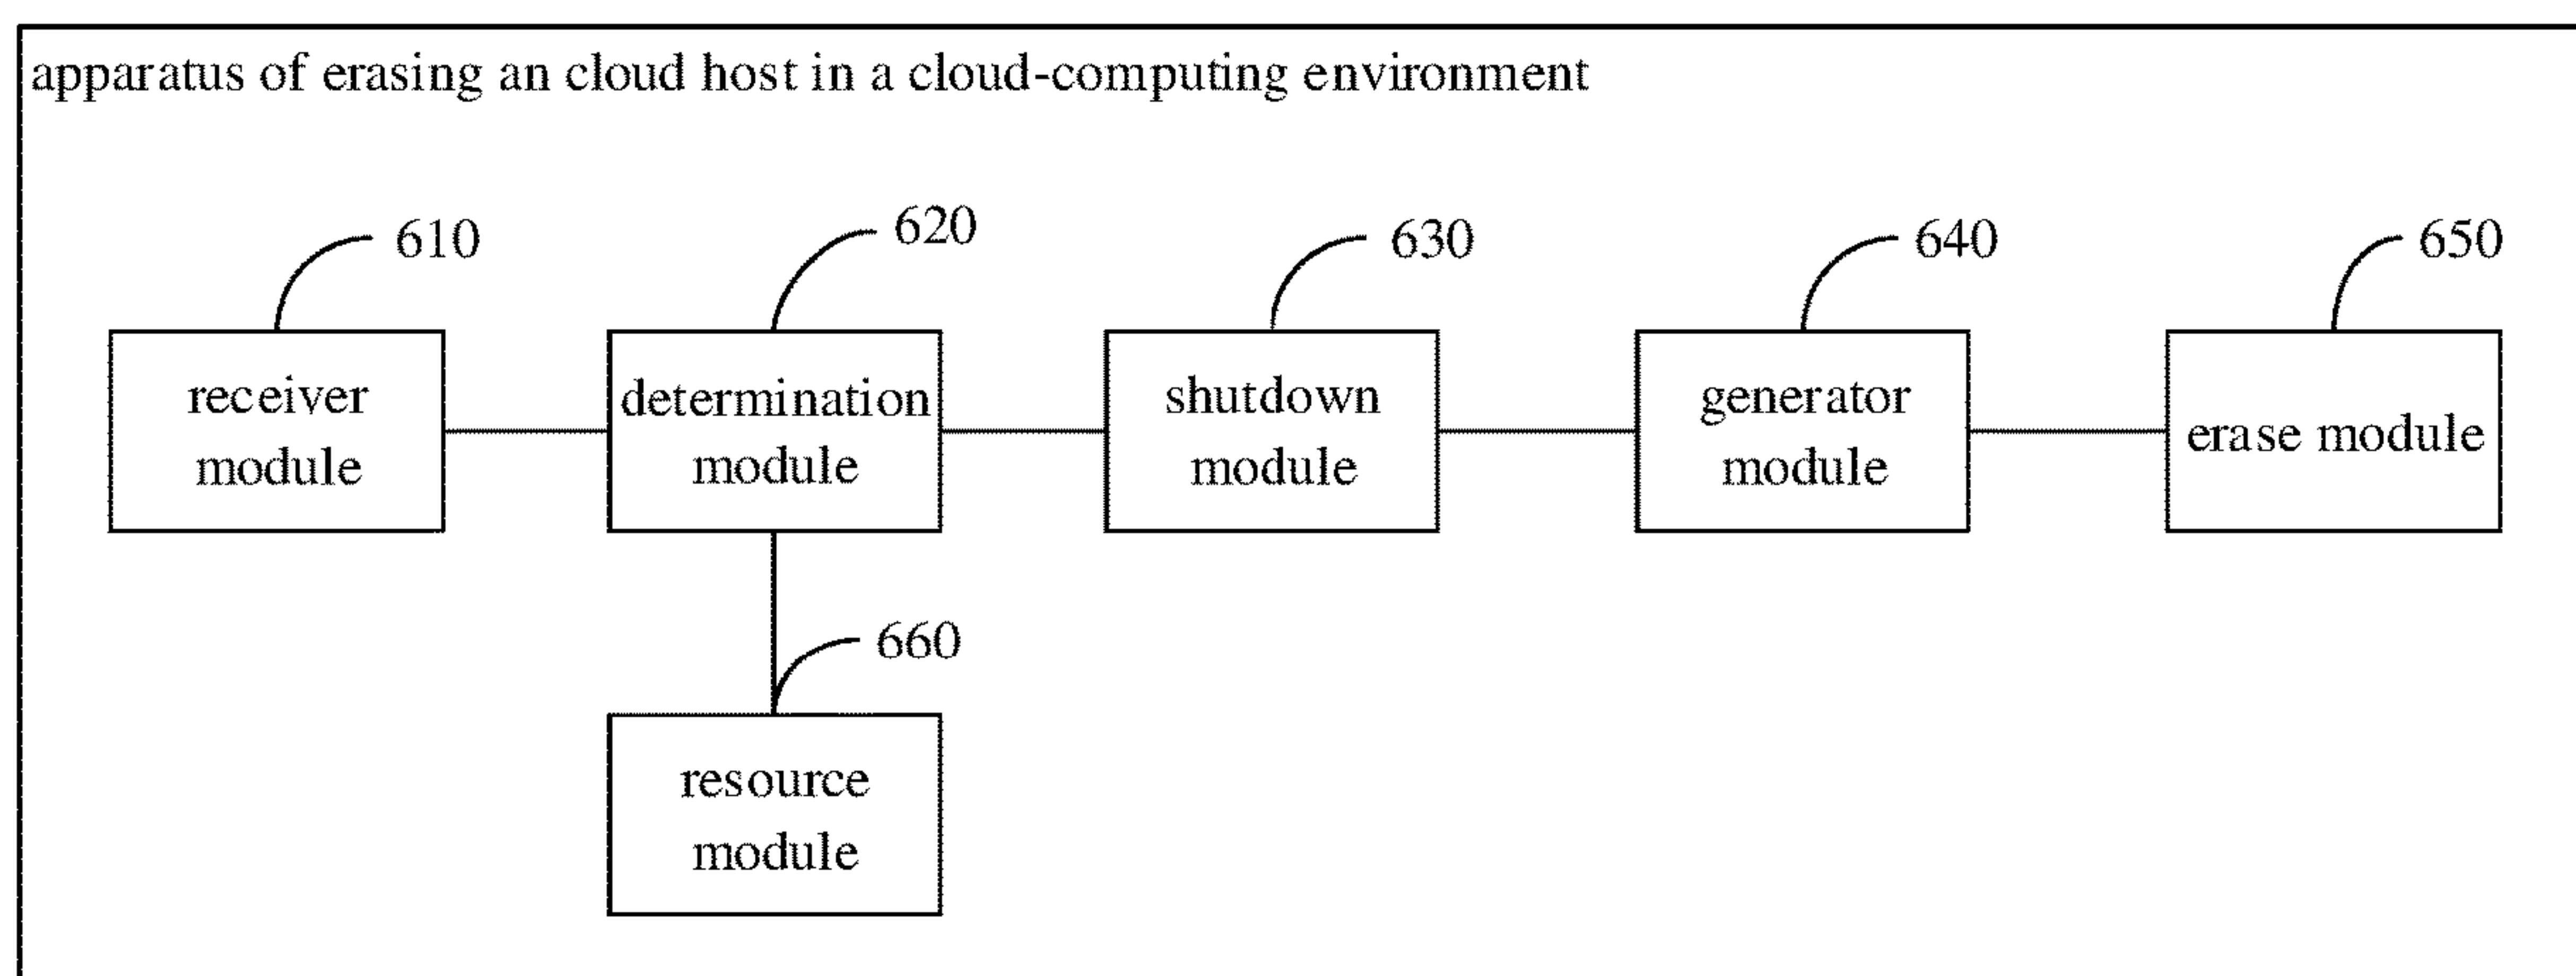 apparatus of erasing an cloud host in a cloud-computing environment
610
620
630
640
650
receiver
module
determination
module
shutdown
module
generator
module
erase module
660
resource
module